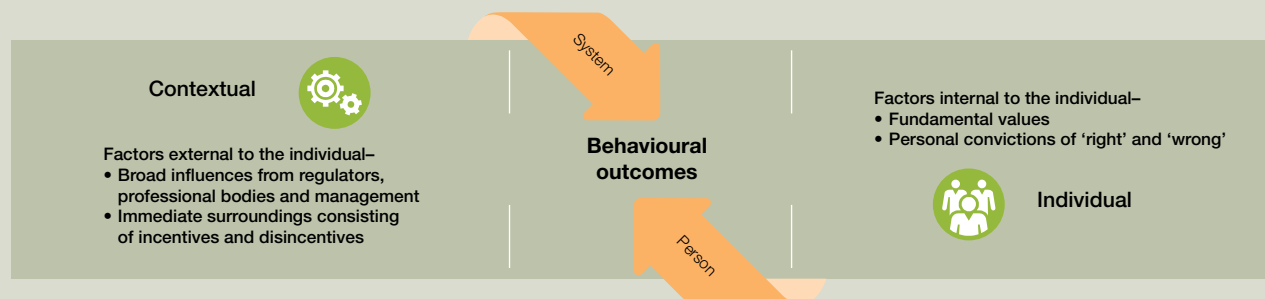 Contextual
Factors external to the individual–
• Broad influences from regulators,
professional bodies and management
• Immediate surroundings consisting
of incentives and disincentives
System
Behavioural
outcomes
Person
Factors internal to the individual–
• Fundamental values
• Personal convictions of ‘right’ and ‘wrong’
Individual